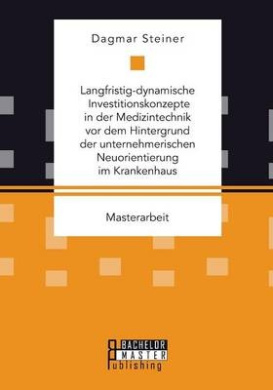 Dagmar Steiner
Langfristig-dynamische
Investitionskonzepte
in der Medizintechnik
vor dem Hintergrund
der unternehmerischen
Neuorientierung
im Krankenhaus
Masterarbeit
BACHELOR
MASTER
Publishing